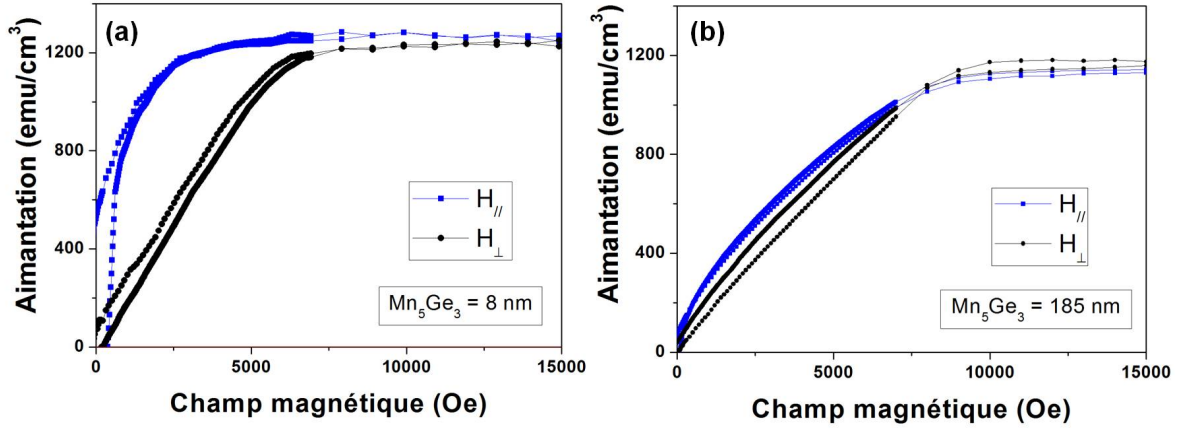 (a)
Aimantation (emu/cm³)
1200
800
400
0
H//
H⊥
Mn₅Ge₃ = 8 nm
0 5000 10000 15000
Champ magnétique (Oe)
(b)
Aimantation (emu/cm³)
1200
800
400
0
H//
H⊥
Mn₅Ge₃ = 185 nm
0 5000 10000 15000
Champ magnétique (Oe)